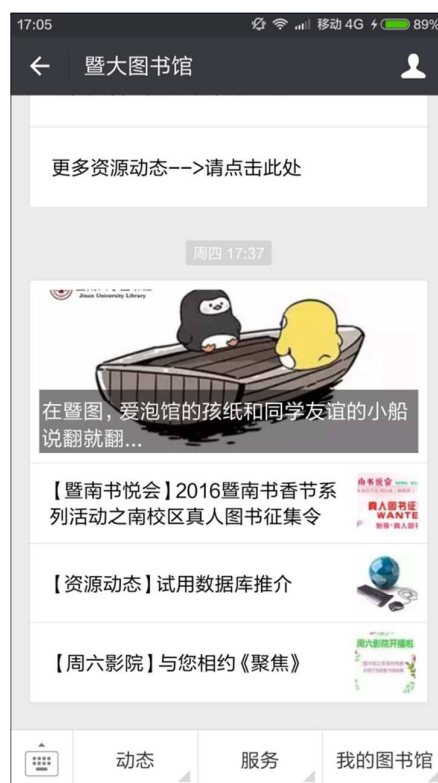 17:05
移动 4G
89%
暨大图书馆
更多资源动态-->请点击此处
周四 17:37
Jinan University Library
在暨图，爱泡馆的孩纸和同学友谊的小船
说翻就翻...
【暨南书悦会】2016暨南书香节系
列活动之南校区真人图书征集令
南书悦会
真人图书征
WANTE
【资源动态】试用数据库推介
【周六影院】与您相约《聚焦》
周六影院开播啦
动态
服务
我的图书馆